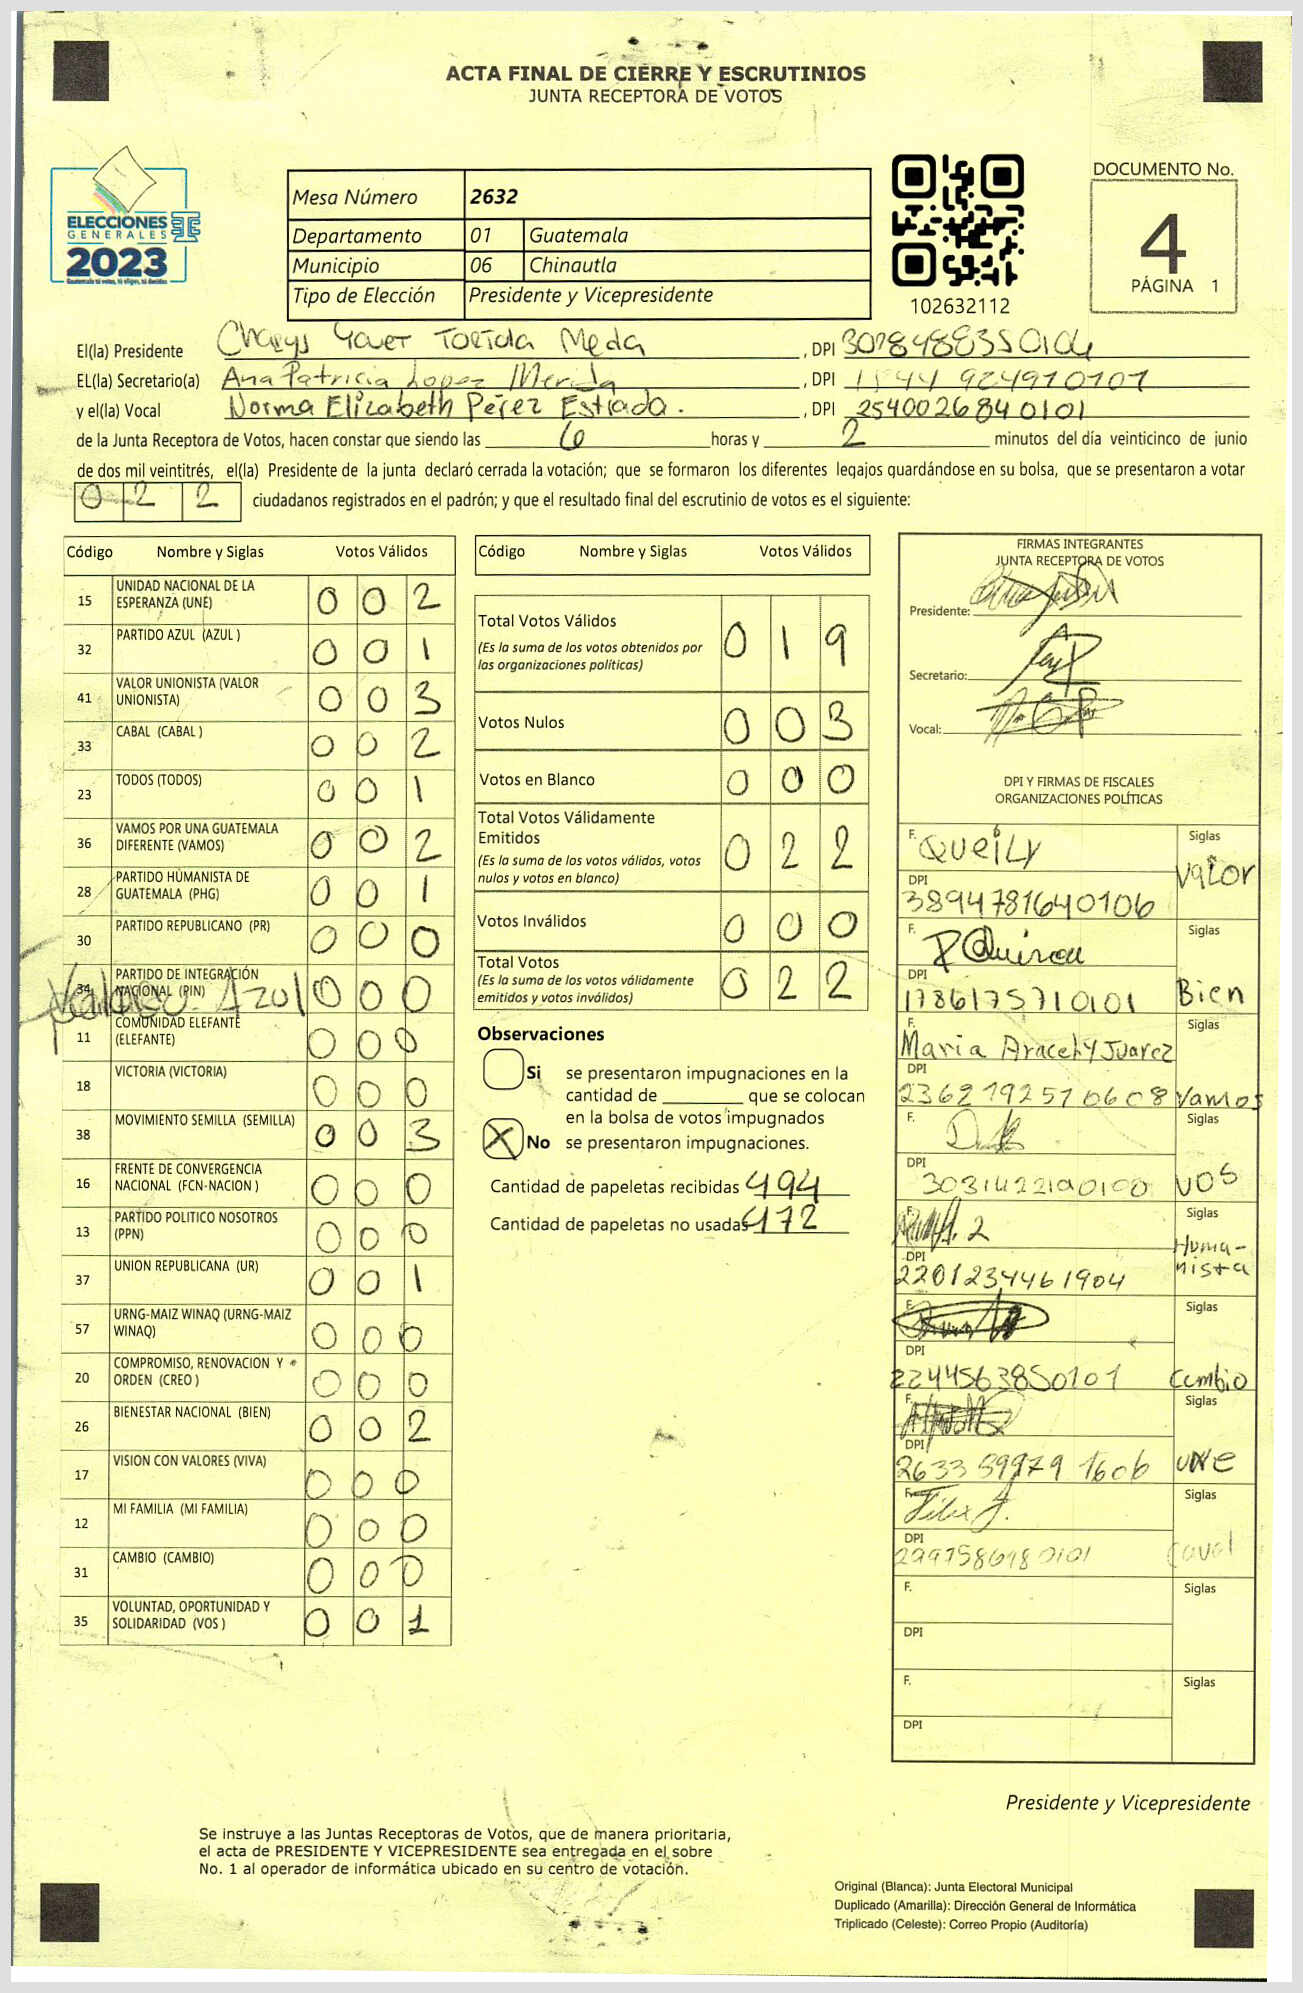 ACTA FINAL DE CIERRE Y ESCRUTINIOS
JUNTA RECEPTORA DE VOTOS
ELECCIONES
GENERALES
2023
Guatemala tú votas, tú eliges, tú decides
Mesa Número 2632
Departamento 01 Guatemala
Municipio 06 Chinautla
Tipo de Elección Presidente y Vicepresidente
102632112
DOCUMENTO No.
4
PÁGINA 1
El(la) Presidente Meda , DPI
EL(la) Secretario(a) Ana Patricia Lopez Merida , DPI 1544 924910101
y el(la) Vocal Norma Elizabeth Pérez Estrada. , DPI 2540026840101
de la Junta Receptora de Votos, hacen constar que siendo las 6 horas y 2 minutos del día veinticinco de junio
de dos mil veintitrés, el(la) Presidente de la junta declaró cerrada la votación; que se formaron los diferentes legajos guardándose en su bolsa, que se presentaron a votar
0 2 2 ciudadanos registrados en el padrón; y que el resultado final del escrutinio de votos es el siguiente:
Código Nombre y Siglas Votos Válidos
15 UNIDAD NACIONAL DE LA ESPERANZA (UNE) 0 0 2
32 PARTIDO AZUL (AZUL ) 0 0 1
41 VALOR UNIONISTA (VALOR UNIONISTA) 0 0 3
33 CABAL (CABAL ) 0 0 2
23 TODOS (TODOS) 0 0 1
36 VAMOS POR UNA GUATEMALA DIFERENTE (VAMOS) 0 0 2
28 PARTIDO HUMANISTA DE GUATEMALA (PHG) 0 0 1
30 PARTIDO REPUBLICANO (PR) 0 0 0
34 PARTIDO DE INTEGRACIÓN NACIONAL (PIN) 0 0 0
Azul
11 COMUNIDAD ELEFANTE (ELEFANTE) 0 0 0
18 VICTORIA (VICTORIA) 0 0 0
38 MOVIMIENTO SEMILLA (SEMILLA) 0 0 3
16 FRENTE DE CONVERGENCIA NACIONAL (FCN-NACION ) 0 0 0
13 PARTIDO POLITICO NOSOTROS (PPN) 0 0 0
37 UNION REPUBLICANA (UR) 0 0 1
57 URNG-MAIZ WINAQ (URNG-MAIZ WINAQ) 0 0 0
20 COMPROMISO, RENOVACION Y ORDEN (CREO ) 0 0 0
26 BIENESTAR NACIONAL (BIEN) 0 0 2
17 VISION CON VALORES (VIVA) 0 0 0
12 MI FAMILIA (MI FAMILIA) 0 0 0
31 CAMBIO (CAMBIO) 0 0 0
35 VOLUNTAD, OPORTUNIDAD Y SOLIDARIDAD (VOS ) 0 0 1
Código Nombre y Siglas Votos Válidos
Total Votos Válidos 0 1 9
(Es la suma de los votos obtenidos por
las organizaciones políticas)
Votos Nulos 0 0 3
Votos en Blanco 0 0 0
Total Votos Válidamente
Emitidos 0 2 2
(Es la suma de los votos válidos, votos
nulos y votos en blanco)
Votos Inválidos 0 0 0
Total Votos 0 2 2
(Es la suma de los votos válidamente
emitidos y votos inválidos)
Observaciones
Si se presentaron impugnaciones en la
cantidad de ________ que se colocan
en la bolsa de votos impugnados
X No se presentaron impugnaciones.
Cantidad de papeletas recibidas 494
Cantidad de papeletas no usadas 472
FIRMAS INTEGRANTES
JUNTA RECEPTORA DE VOTOS
Presidente:
Secretario:
Vocal:
DPI Y FIRMAS DE FISCALES
ORGANIZACIONES POLÍTICAS
F. Queily Siglas
DPI Valor
3894781640106
F. Siglas
DPI
1786175710101 Bien
F. Siglas
Maria Aracely Juarez
DPI
2362192510608 Vamos
F. Siglas
DPI
VOS
F. Siglas
Huma-
DPI nista
2201234461904
F. Siglas
DPI
2244563850101 Cambio
F. Siglas
DPI
2633 59979 1606 UNE
F. Siglas
DPI
Caval
F. Siglas
DPI
F. Siglas
DPI
Presidente y Vicepresidente
Se instruye a las Juntas Receptoras de Votos, que de manera prioritaria,
el acta de PRESIDENTE Y VICEPRESIDENTE sea entregada en el sobre
No. 1 al operador de informática ubicado en su centro de votación.
Original (Blanca): Junta Electoral Municipal
Duplicado (Amarilla): Dirección General de Informática
Triplicado (Celeste): Correo Propio (Auditoría)